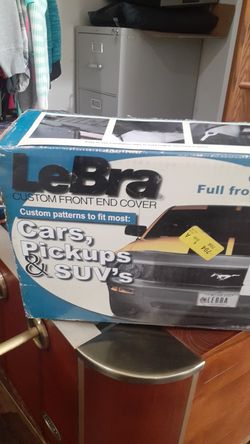 LeBra
CUSTOM FRONT END COVER
Full fro
Custom patterns to fit most:
Cars,
Pickups
& SUV's
LEBRA